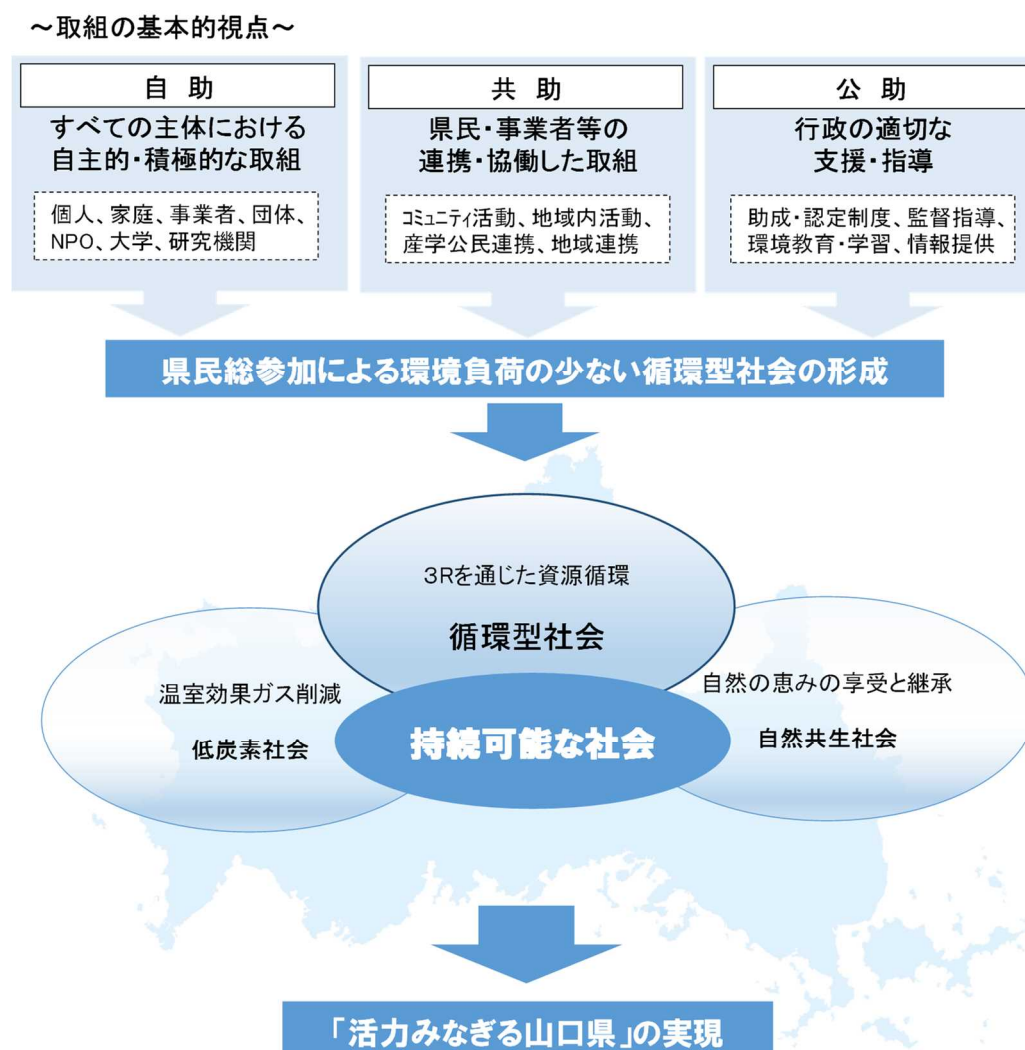 ～取組の基本的視点～
自 助
すべての主体における
自主的・積極的な取組
個人、家庭、事業者、団体、
NPO、大学、研究機関
共 助
県民・事業者等の
連携・協働した取組
ｺﾐｭﾆﾃｨ活動、地域内活動、
産学公民連携、地域連携
公 助
行政の適切な
支援・指導
助成・認定制度、監督指導、
環境教育・学習、情報提供
県民総参加による環境負荷の少ない循環型社会の形成
3Rを通じた資源循環
循環型社会
温室効果ガス削減
低炭素社会
自然の恵みの享受と継承
自然共生社会
持続可能な社会
「活力みなぎる山口県」の実現